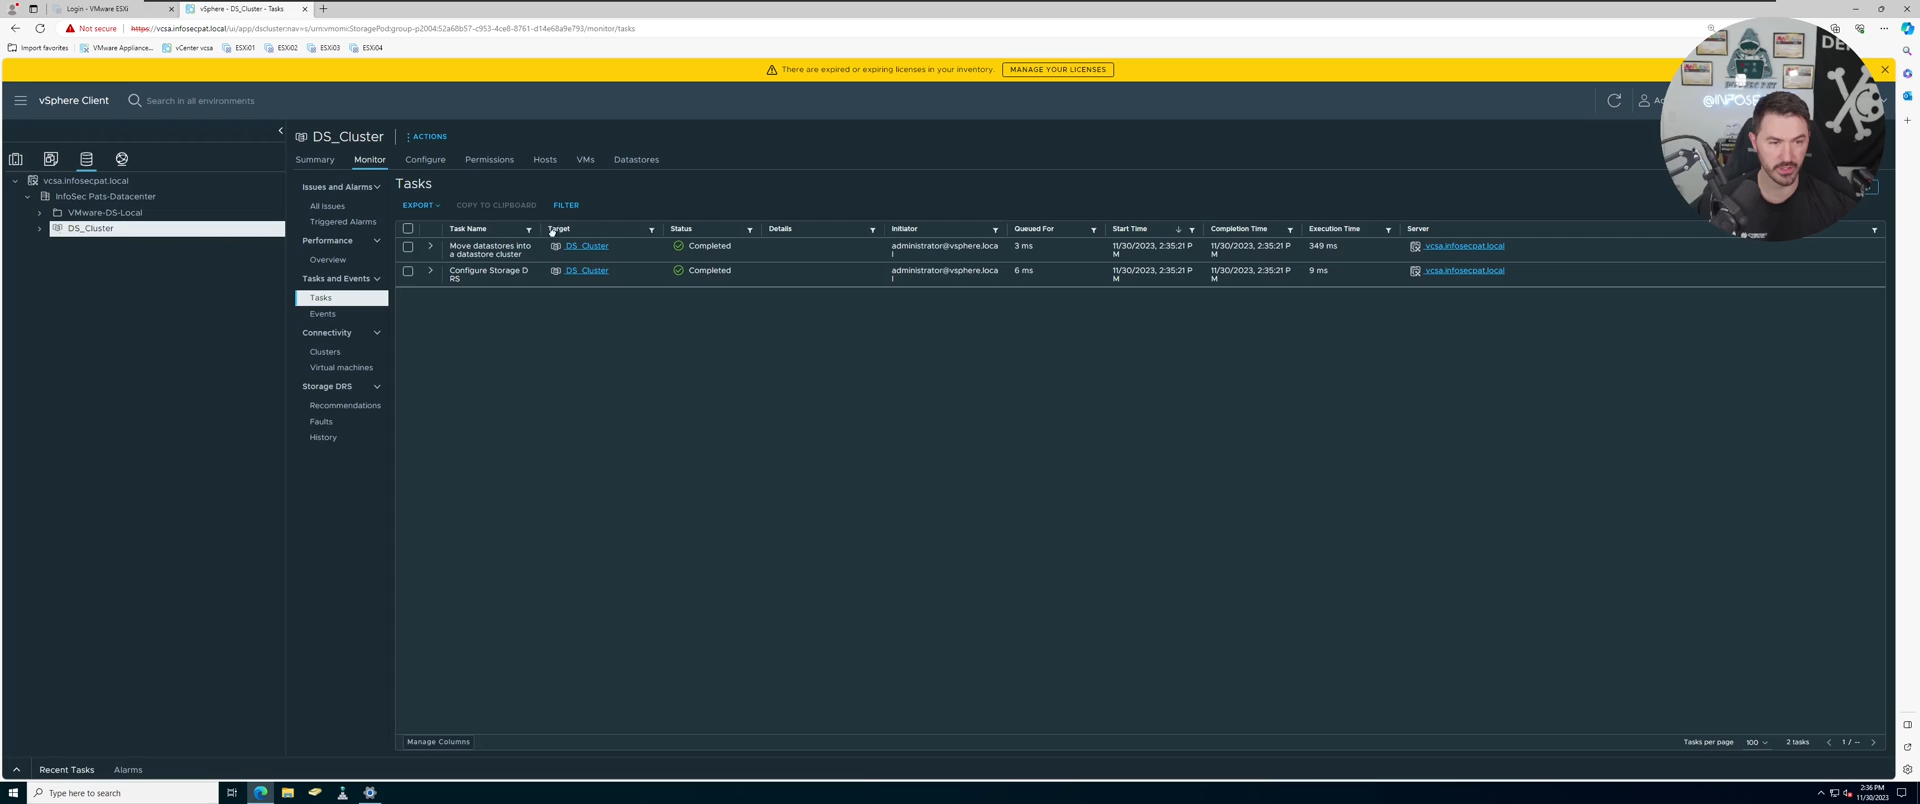 Login - VMware ESXi
vSphere - DS_Cluster - Tasks
Not secure
https://vcsa.infosecpat.local/ui/app/dscluster;nav=s/urn:vmomi:StoragePod:group-p2004:52a68b57-c953-4ce8-8761-d14e68a9e793/monitor/tasks
Import favorites
VMware Appliance...
vCenter vcsa
ESXi01
ESXi02
ESXi03
ESXi04
There are expired or expiring licenses in your inventory.
MANAGE YOUR LICENSES
vSphere Client
Search in all environments
@INFOSE
DS_Cluster
ACTIONS
Summary
Monitor
Configure
Permissions
Hosts
VMs
Datastores
vcsa.infosecpat.local
InfoSec Pats-Datacenter
VMware-DS-Local
DS_Cluster
Issues and Alarms
All Issues
Triggered Alarms
Performance
Overview
Tasks and Events
Tasks
Events
Connectivity
Clusters
Virtual machines
Storage DRS
Recommendations
Faults
History
Tasks
EXPORT
COPY TO CLIPBOARD
FILTER
Task Name
Target
Status
Details
Initiator
Queued For
Start Time
Completion Time
Execution Time
Server
Move datastores into
a datastore cluster
DS_Cluster
Completed
administrator@vsphere.loca
l
3 ms
11/30/2023, 2:35:21 P
M
11/30/2023, 2:35:21 P
M
349 ms
vcsa.infosecpat.local
Configure Storage D
RS
DS_Cluster
Completed
administrator@vsphere.loca
l
6 ms
11/30/2023, 2:35:21 P
M
11/30/2023, 2:35:21 P
M
9 ms
vcsa.infosecpat.local
Manage Columns
Tasks per page
100
2 tasks
1 / --
Recent Tasks
Alarms
Type here to search
2:36 PM
11/30/2023